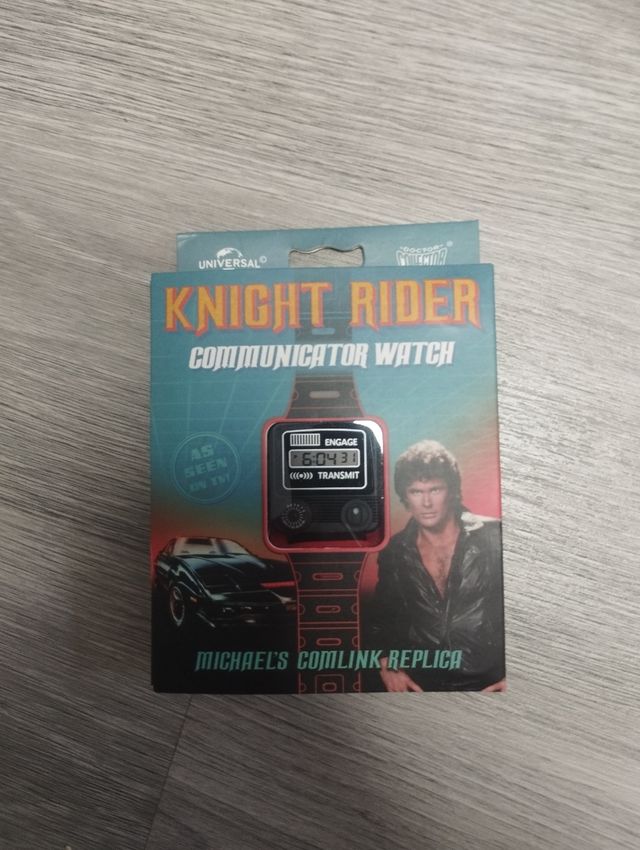 UNIVERSAL©
"DOCTOR"
COLLECTOR®
KNIGHT RIDER
COMMUNICATOR WATCH
ENGAGE
P 6:04 31
TRANSMIT
AS
SEEN
ON TV!
MICHAEL'S COMLINK REPLICA